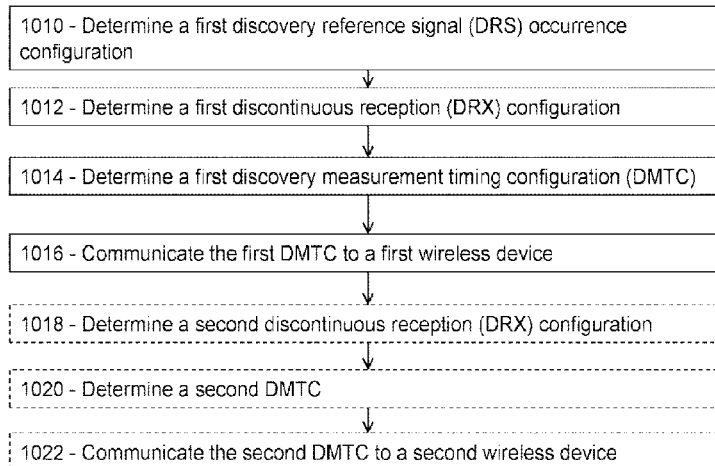 1010 - Determine a first discovery reference signal (DRS) occurrence
configuration
1012 - Determine a first discontinuous reception (DRX) configuration
1014 - Determine a first discovery measurement timing configuration (DMTC)
1016 - Communicate the first DMTC to a first wireless device
1018 - Determine a second discontinuous reception (DRX) configuration
1020 - Determine a second DMTC
1022 - Communicate the second DMTC to a second wireless device